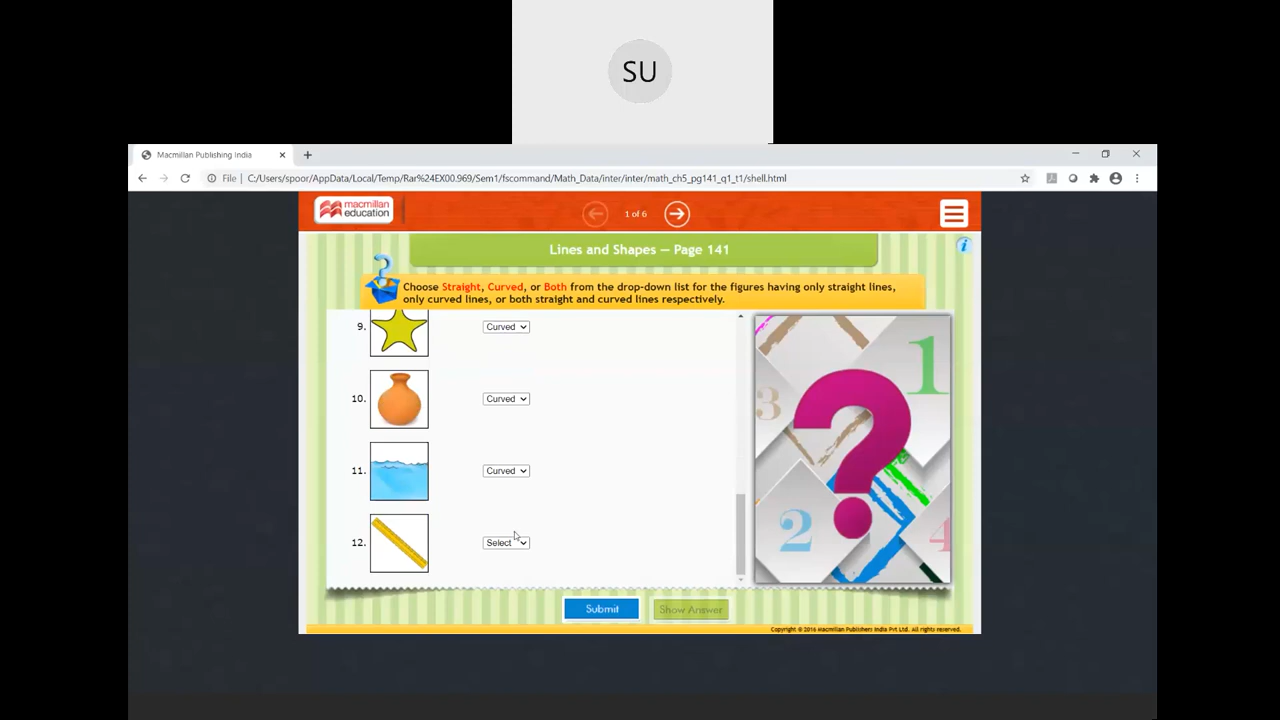 SU
Macmillan Publishing India
File | C:/Users/spoor/AppData/Local/Temp/Rar%24EX00.969/Sem1/fscommand/Math_Data/inter/inter/math_ch5_pg141_q1_t1/shell.html
macmillan
education
1 of 6
Lines and Shapes – Page 141
i
?
Choose Straight, Curved, or Both from the drop-down list for the figures having only straight lines,
only curved lines, or both straight and curved lines respectively.
9. Curved
10. Curved
11. Curved
12. Select
1
3
?
2
4
Submit
Show Answer
Copyright © 2016 Macmillan Publishers India Pvt Ltd. All rights reserved.